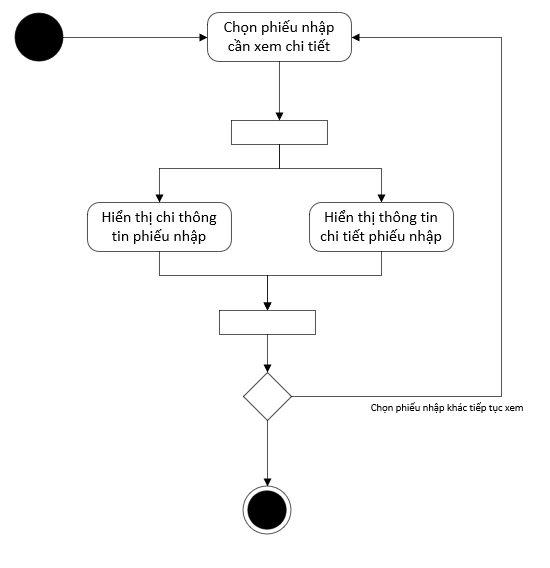 Chọn phiếu nhập
cần xem chi tiết
Hiển thị chi thông
tin phiếu nhập
Hiển thị thông tin
chi tiết phiếu nhập
Chọn phiếu nhập khác tiếp tục xem